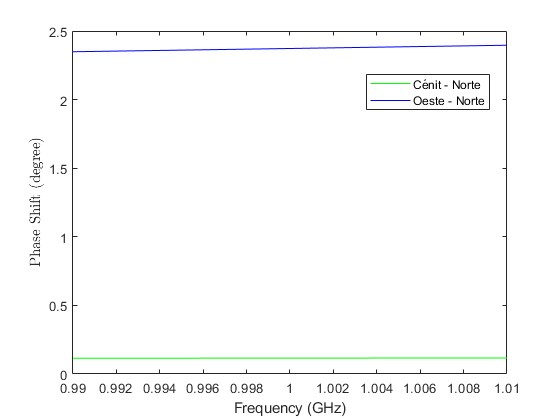 2.5
2
1.5
1
0.5
0
Phase Shift (degree)
Cénit - Norte
Oeste - Norte
0.99 0.992 0.994 0.996 0.998 1 1.002 1.004 1.006 1.008 1.01
Frequency (GHz)